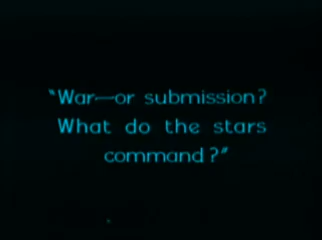 "War—or submission?
What do the stars
command?"